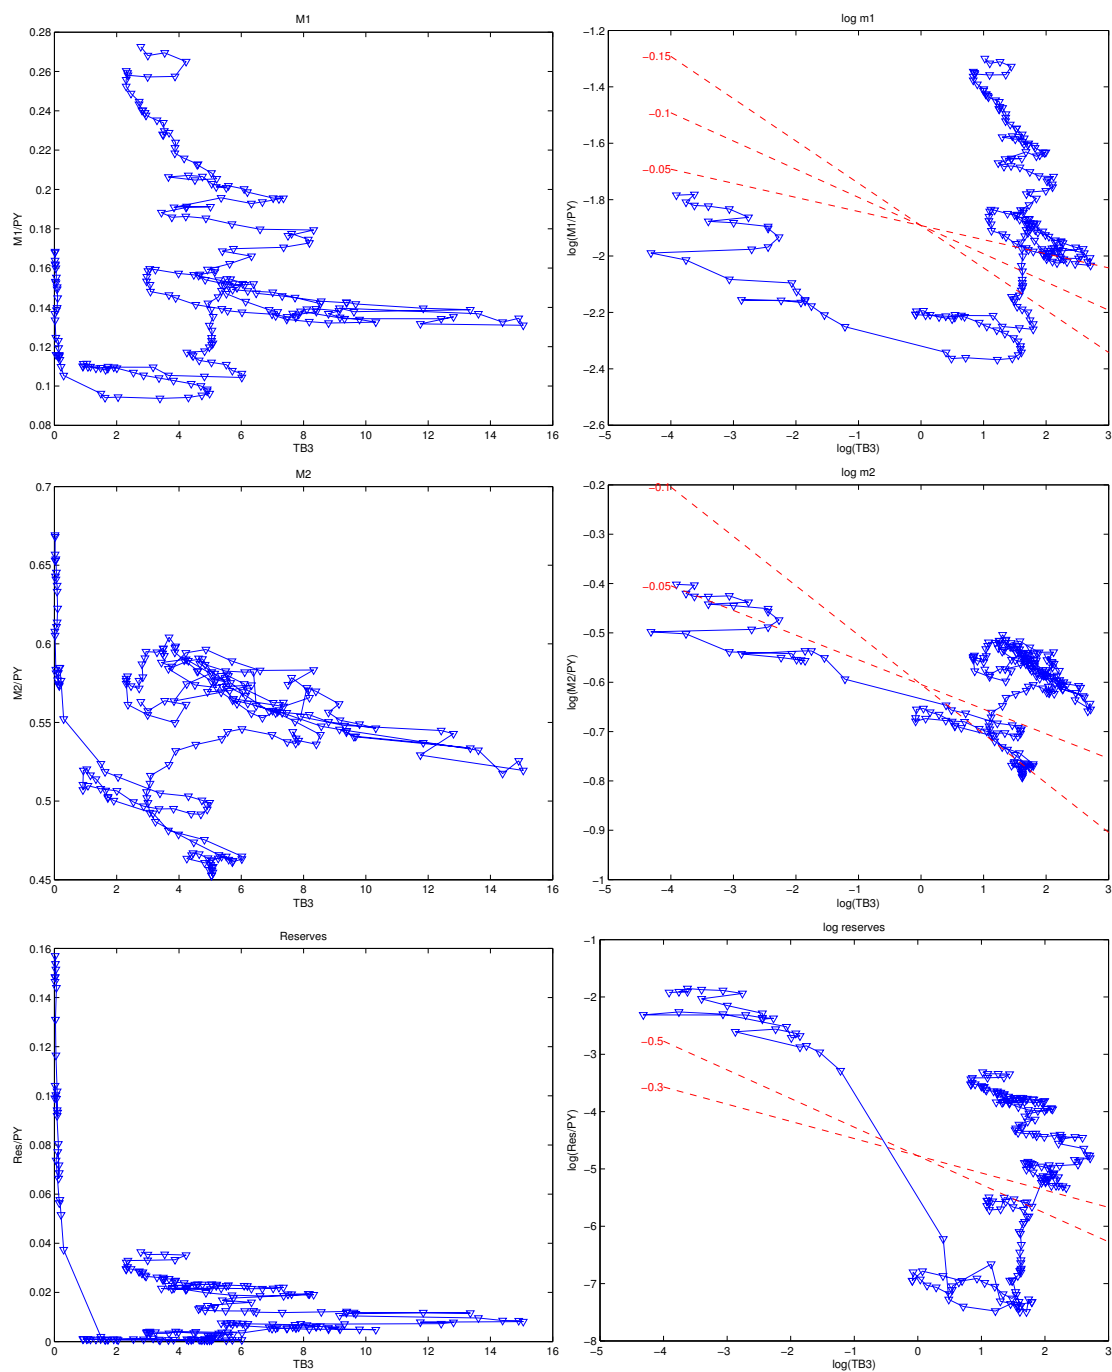 M1
0.28
0.26
0.24
0.22
0.2
0.18
0.16
0.14
0.12
0.1
0.08
M1/PY
0 2 4 6 8 10 12 14 16
TB3
log m1
−1.2
−1.4
−1.6
−1.8
−2
−2.2
−2.4
−2.6
log(M1/PY)
−0.15
−0.1
−0.05
−5 −4 −3 −2 −1 0 1 2 3
log(TB3)
M2
0.7
0.65
0.6
0.55
0.5
0.45
M2/PY
0 2 4 6 8 10 12 14 16
TB3
log m2
−0.2
−0.3
−0.4
−0.5
−0.6
−0.7
−0.8
−0.9
−1
log(M2/PY)
−0.1
−0.05
−5 −4 −3 −2 −1 0 1 2 3
log(TB3)
Reserves
0.16
0.14
0.12
0.1
0.08
0.06
0.04
0.02
0
Res/PY
0 2 4 6 8 10 12 14 16
TB3
log reserves
−1
−2
−3
−4
−5
−6
−7
−8
log(Res/PY)
−0.5
−0.3
−5 −4 −3 −2 −1 0 1 2 3
log(TB3)